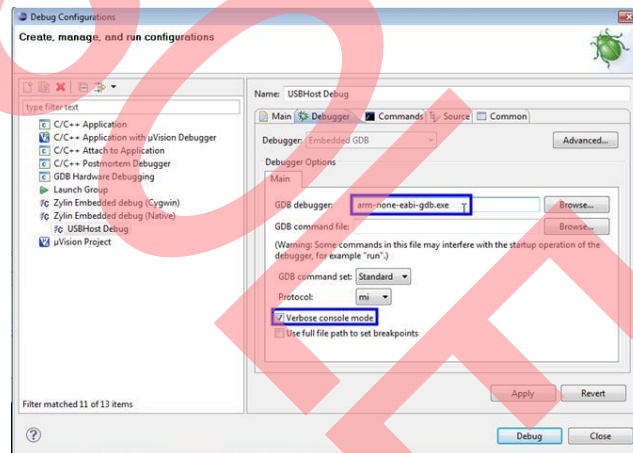 Debug Configurations
Create, manage, and run configurations
type filter text
C/C++ Application
C/C++ Application with µVision Debugger
C/C++ Attach to Application
C/C++ Postmortem Debugger
GDB Hardware Debugging
Launch Group
Zylin Embedded debug (Cygwin)
Zylin Embedded debug (Native)
USBHost Debug
µVision Project
Filter matched 11 of 13 items
Name: USBHost Debug
Main Debugger Commands Source Common
Debugger: Embedded GDB Advanced...
Debugger Options
Main
GDB debugger: arm-none-eabi-gdb.exe Browse...
GDB command file: Browse...
(Warning: Some commands in this file may interfere with the startup operation of the
debugger, for example "run".)
GDB command set: Standard
Protocol: mi
Verbose console mode
Use full file path to set breakpoints
Apply Revert
Debug Close